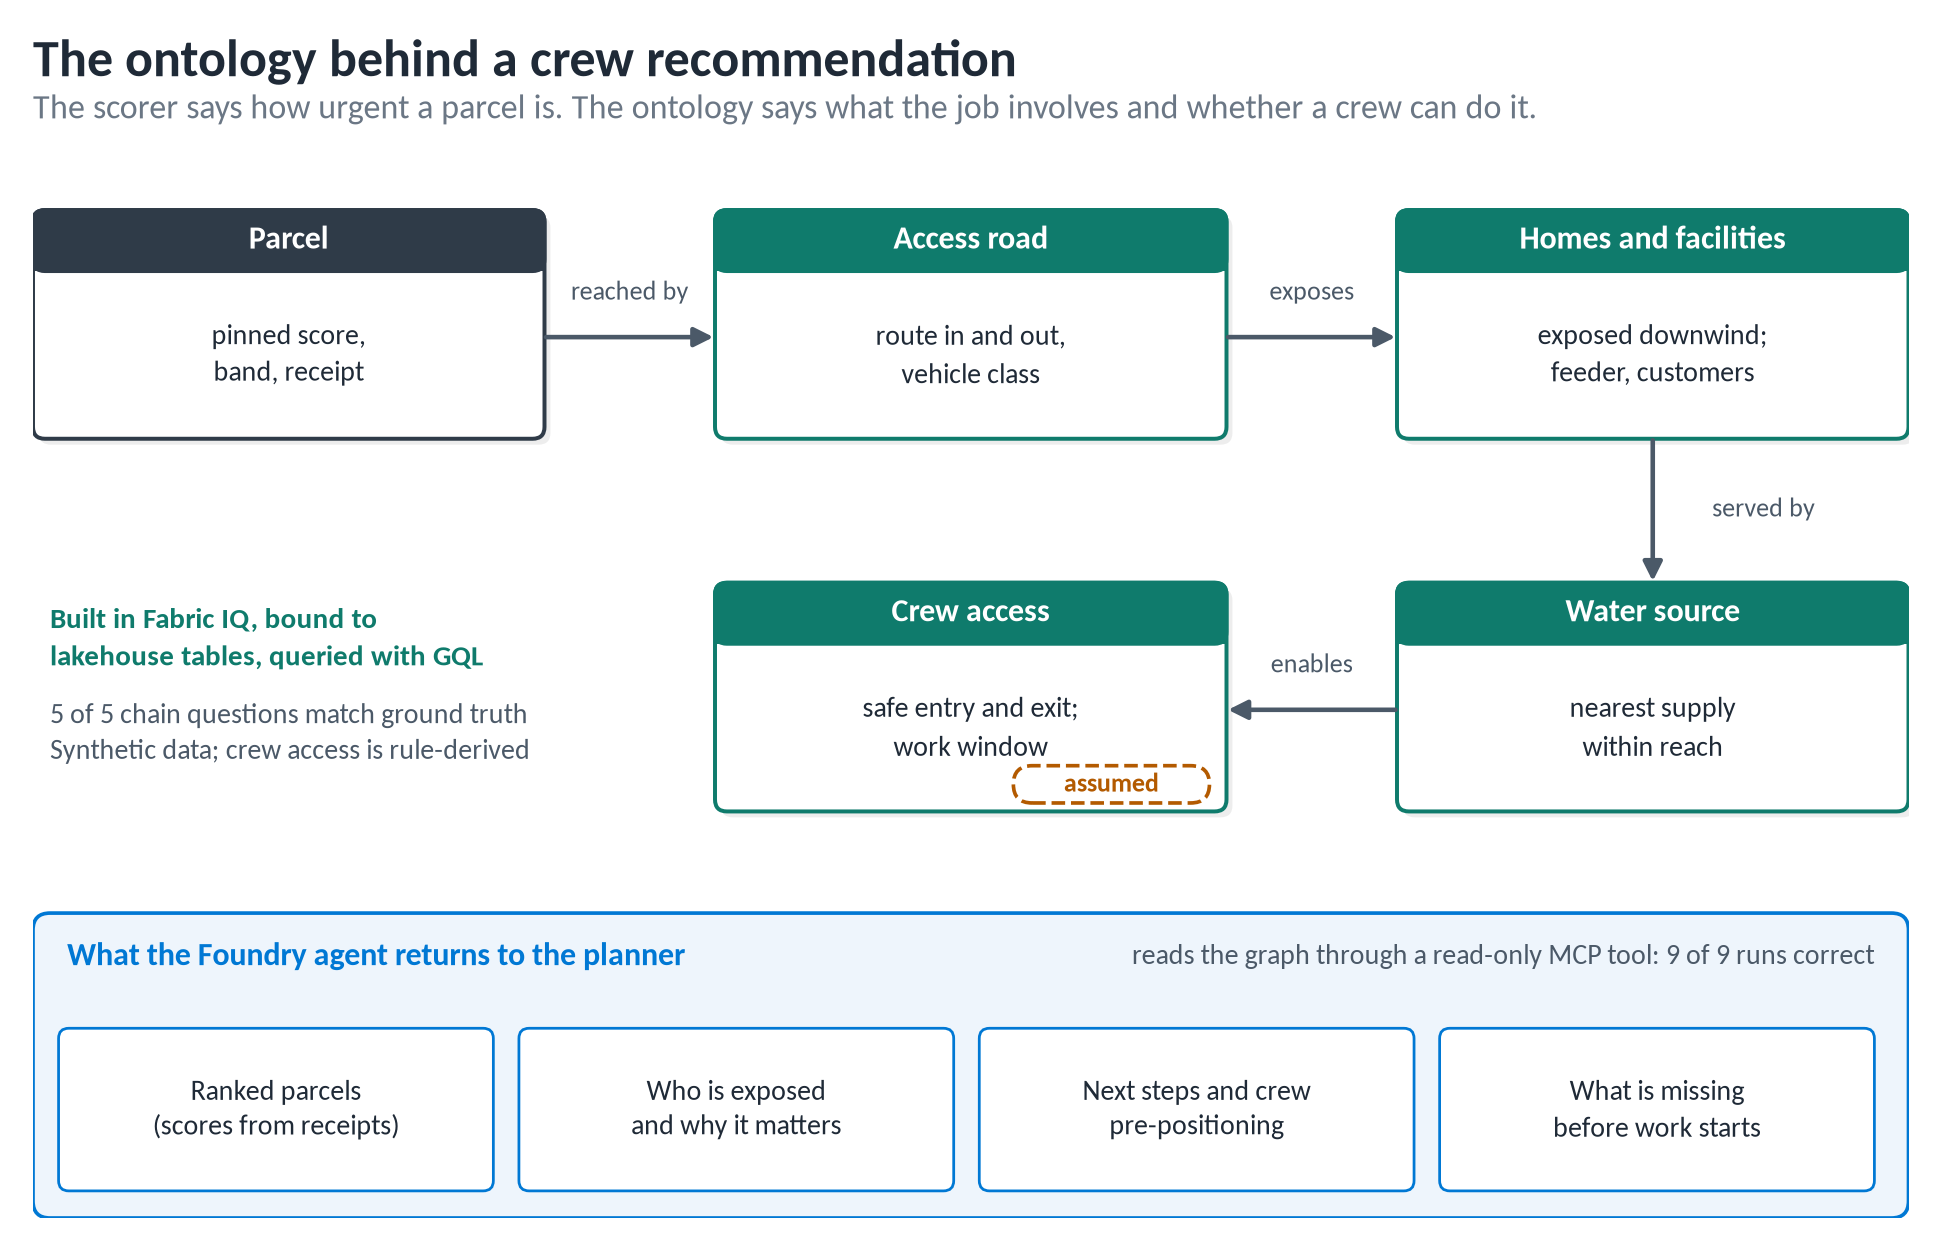 The ontology behind a crew recommendation
The scorer says how urgent a parcel is. The ontology says what the job involves and whether a crew can do it.
Parcel
pinned score,
band, receipt
reached by
Access road
route in and out,
vehicle class
exposes
Homes and facilities
exposed downwind;
feeder, customers
served by
Water source
nearest supply
within reach
enables
Crew access
safe entry and exit;
work window
assumed
Built in Fabric IQ, bound to
lakehouse tables, queried with GQL
5 of 5 chain questions match ground truth
Synthetic data; crew access is rule-derived
What the Foundry agent returns to the planner
reads the graph through a read-only MCP tool: 9 of 9 runs correct
Ranked parcels
(scores from receipts)
Who is exposed
and why it matters
Next steps and crew
pre-positioning
What is missing
before work starts